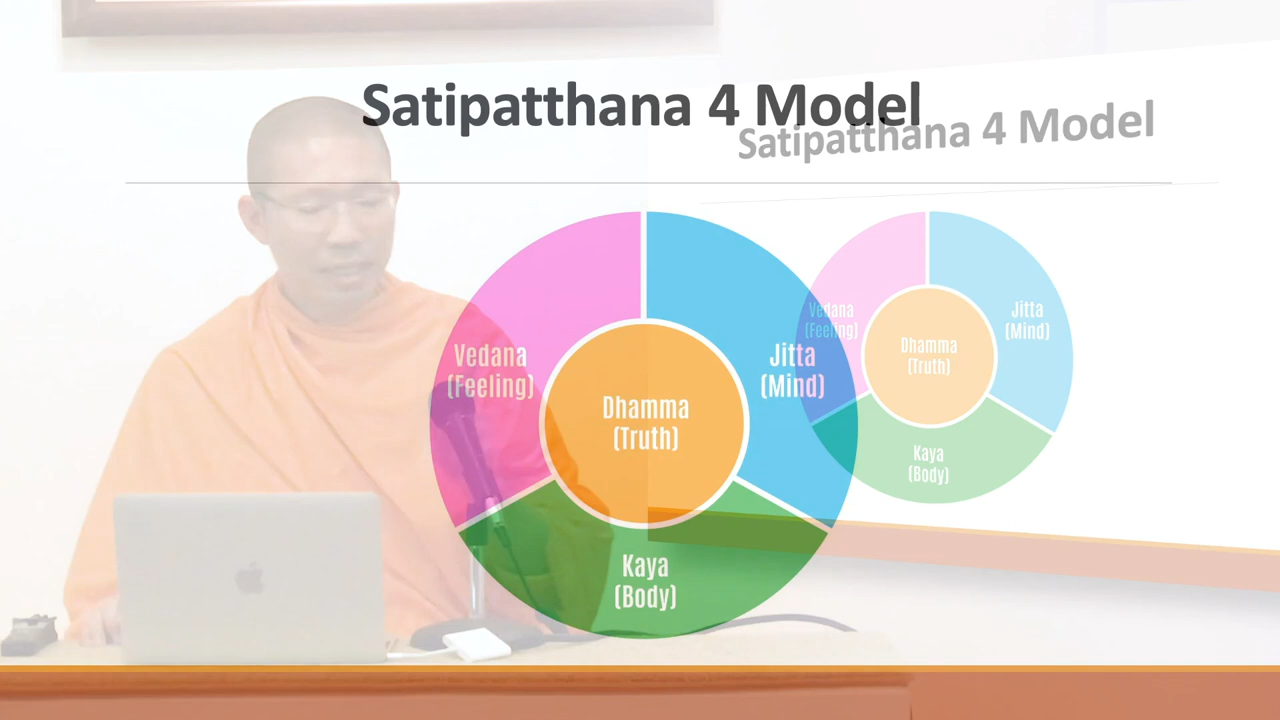 Satipatthana 4 Model
Satipatthana 4 Model
Vedana
(Feeling)
Jitta
(Mind)
Dhamma
(Truth)
Kaya
(Body)
Vedana
(Feeling)
Jitta
(Mind)
Dhamma
(Truth)
Kaya
(Body)